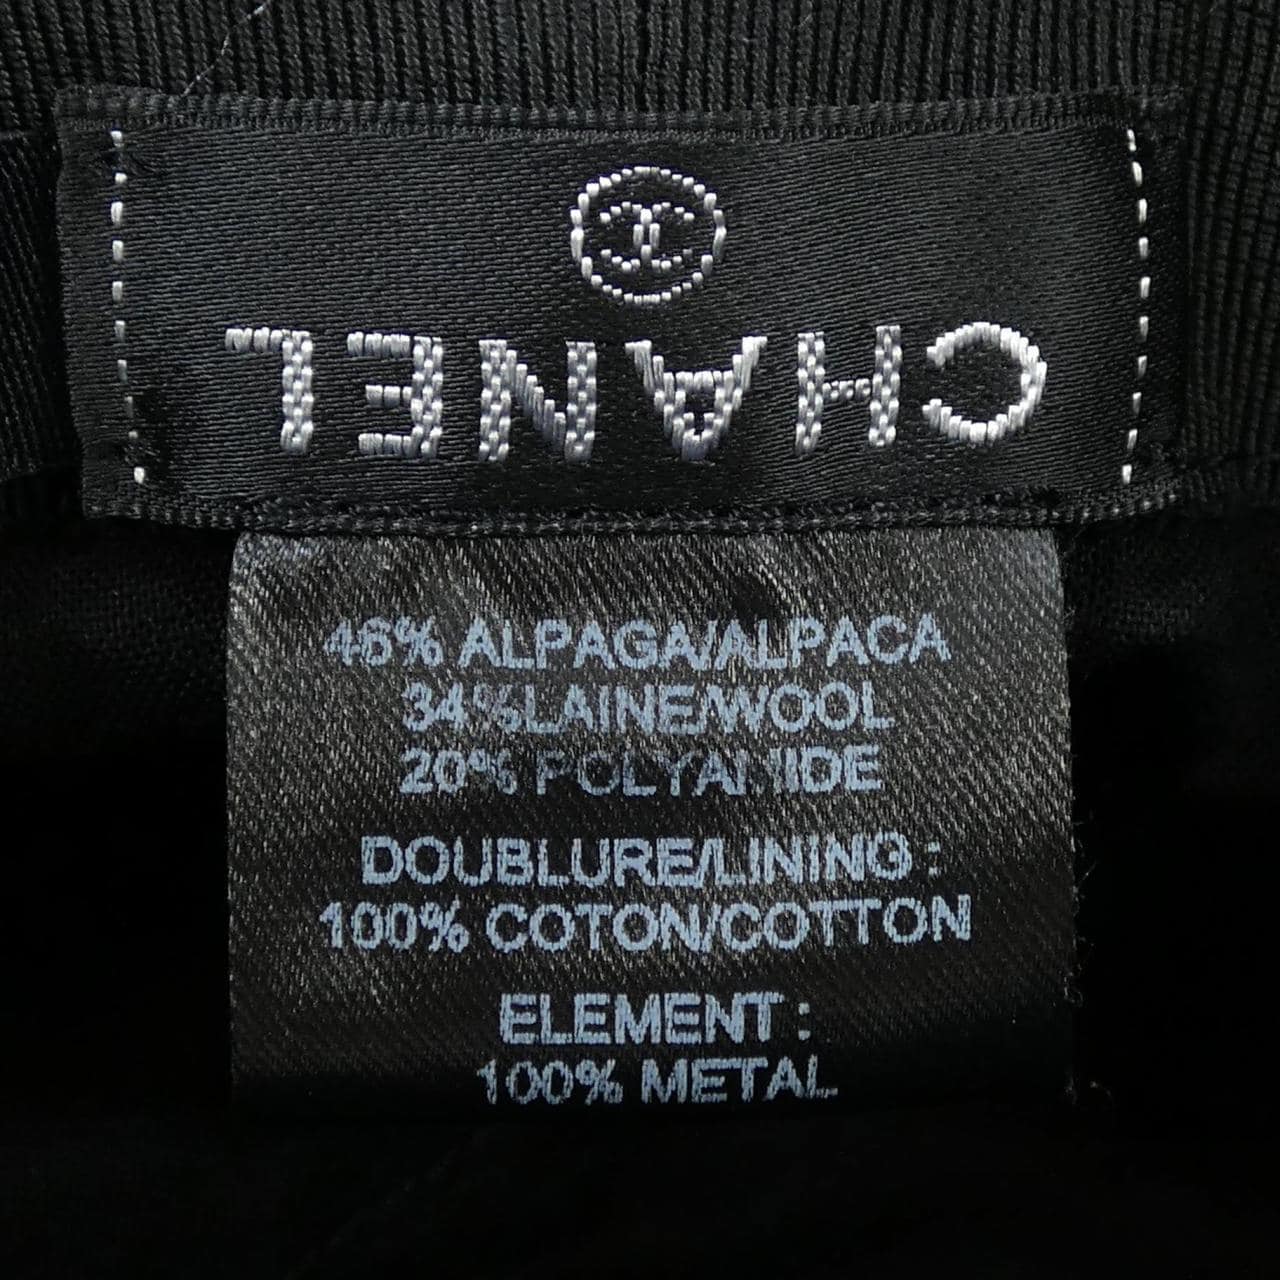 CHANEL
46% ALPAGA/ALPACA
34%LAINE/WOOL
20% POLYAMIDE
DOUBLURE/LINING :
100% COTON/COTTON
ELEMENT :
100% METAL